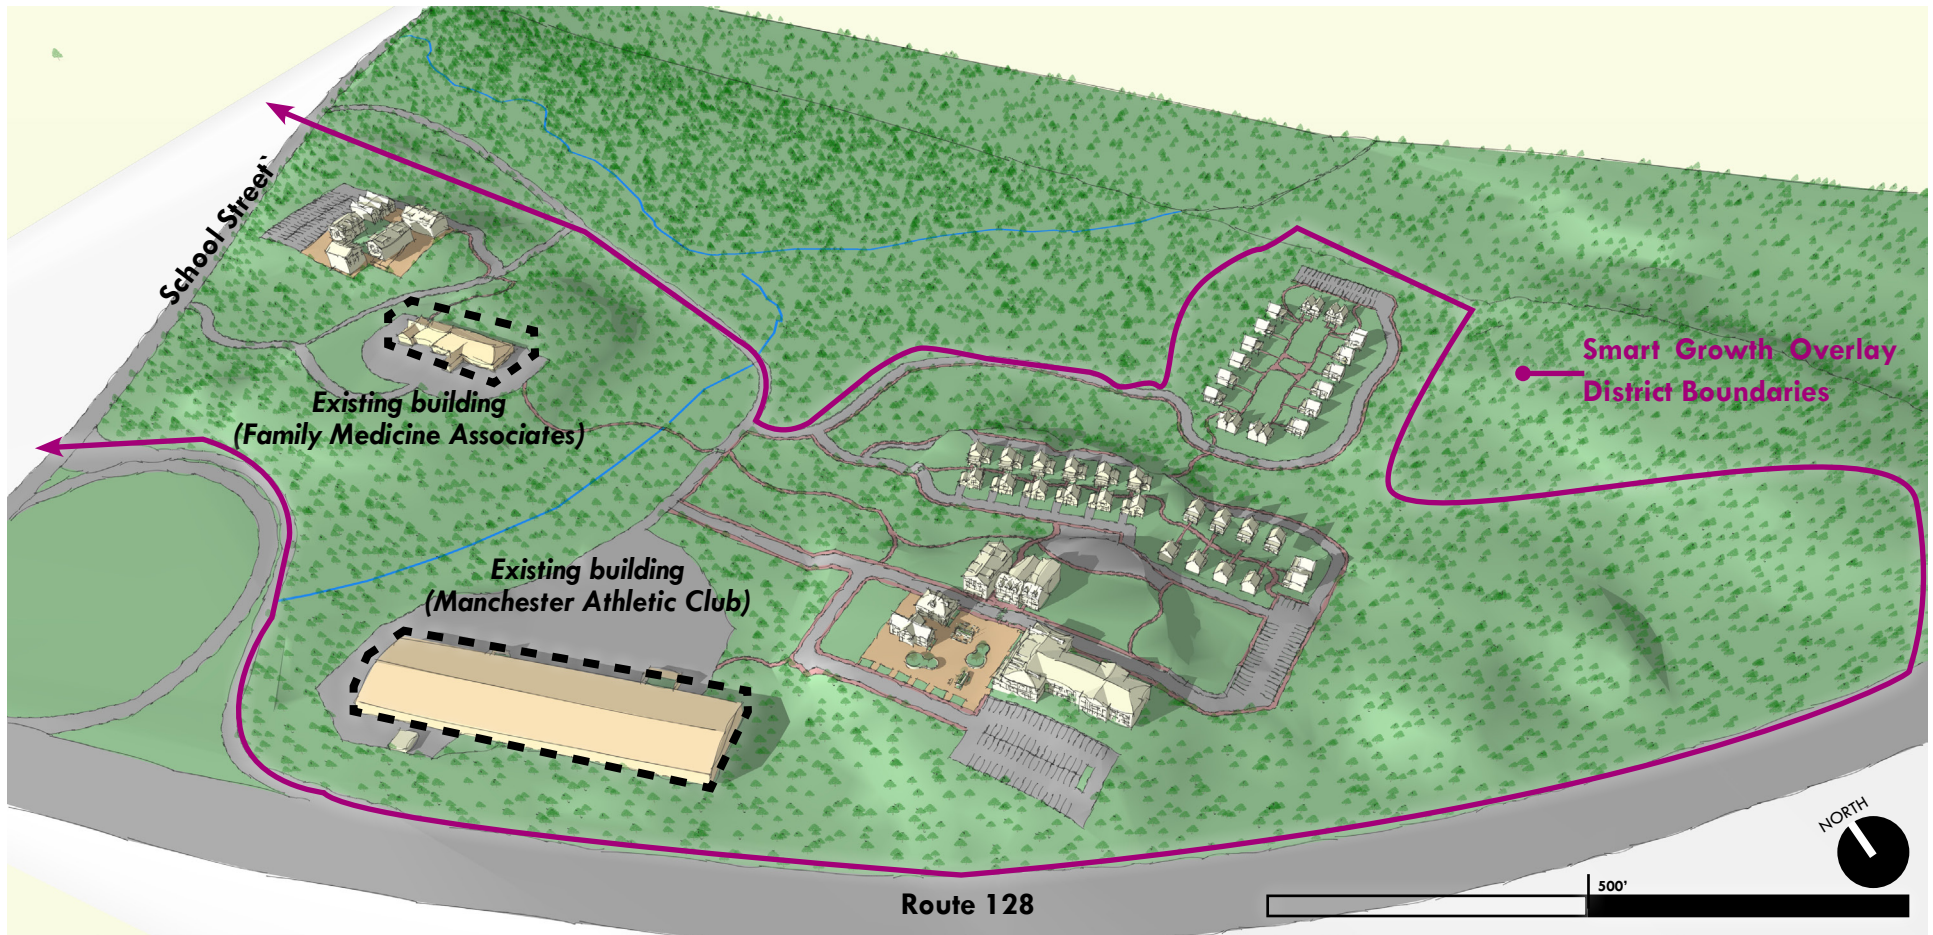 School Street`
Existing building
(Family Medicine Associates)
Smart Growth Overlay
District Boundaries
Existing building
(Manchester Athletic Club)
NORTH
500'
Route 128